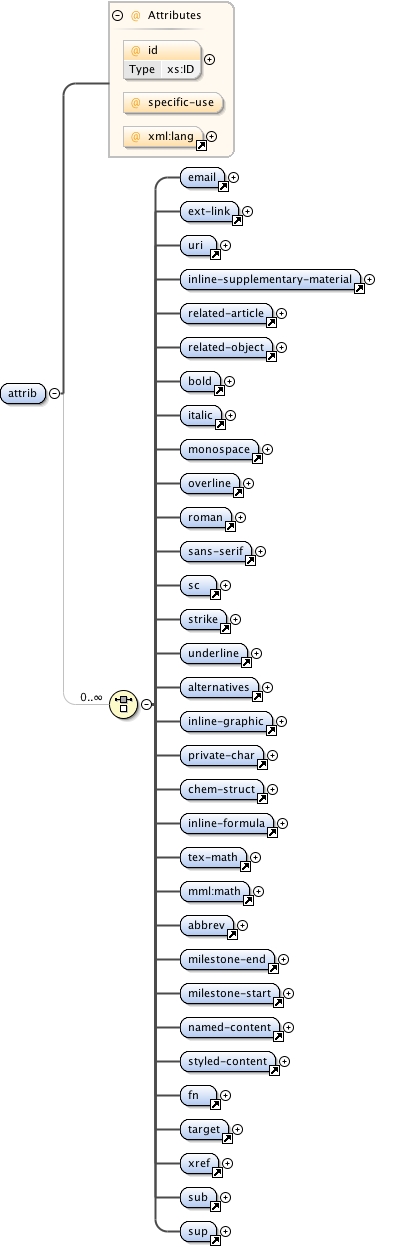 @ Attributes
@ id
Type xs:ID
@ specific-use
@ xml:lang
email
ext-link
uri
inline-supplementary-material
related-article
related-object
bold
attrib
italic
monospace
overline
roman
sans-serif
sc
strike
underline
alternatives
0..∞
inline-graphic
private-char
chem-struct
inline-formula
tex-math
mml:math
abbrev
milestone-end
milestone-start
named-content
styled-content
fn
target
xref
sub
sup